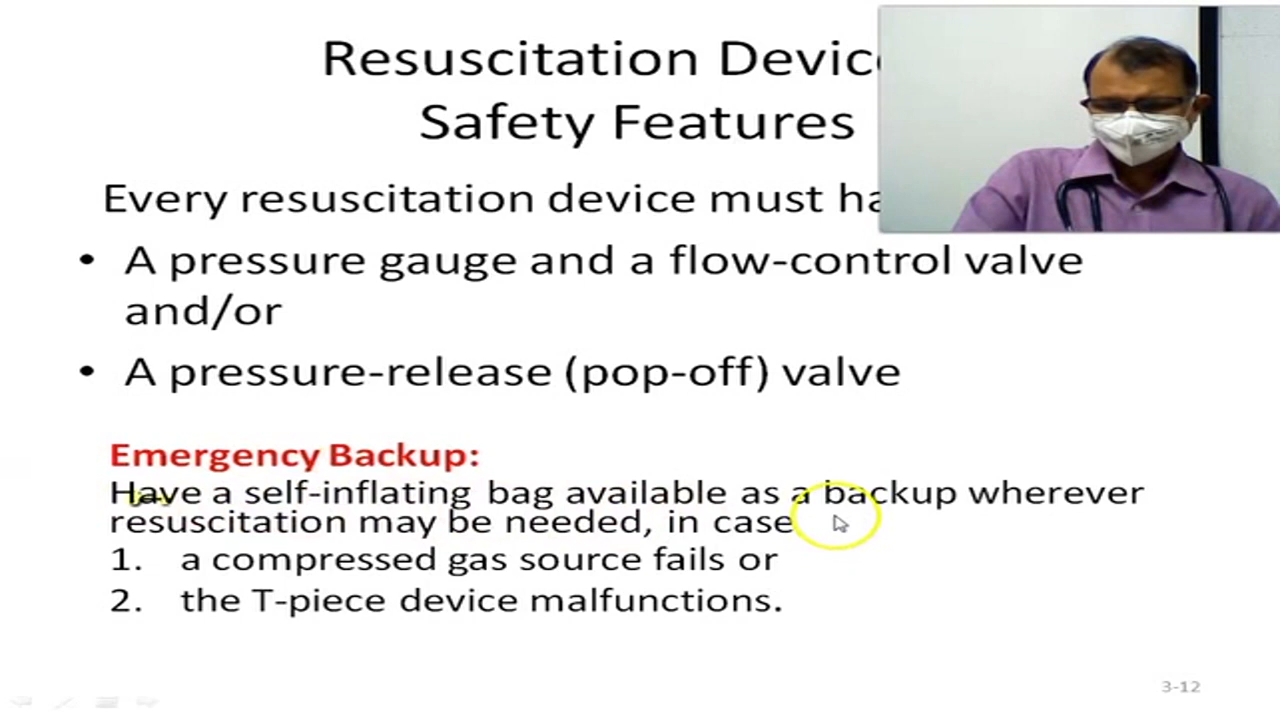 Resuscitation Devic
Safety Features
Every resuscitation device must ha
• A pressure gauge and a flow-control valve
and/or
• A pressure-release (pop-off) valve
Emergency Backup:
Have a self-inflating bag available as a backup wherever
resuscitation may be needed, in case
1. a compressed gas source fails or
2. the T-piece device malfunctions.
3-12